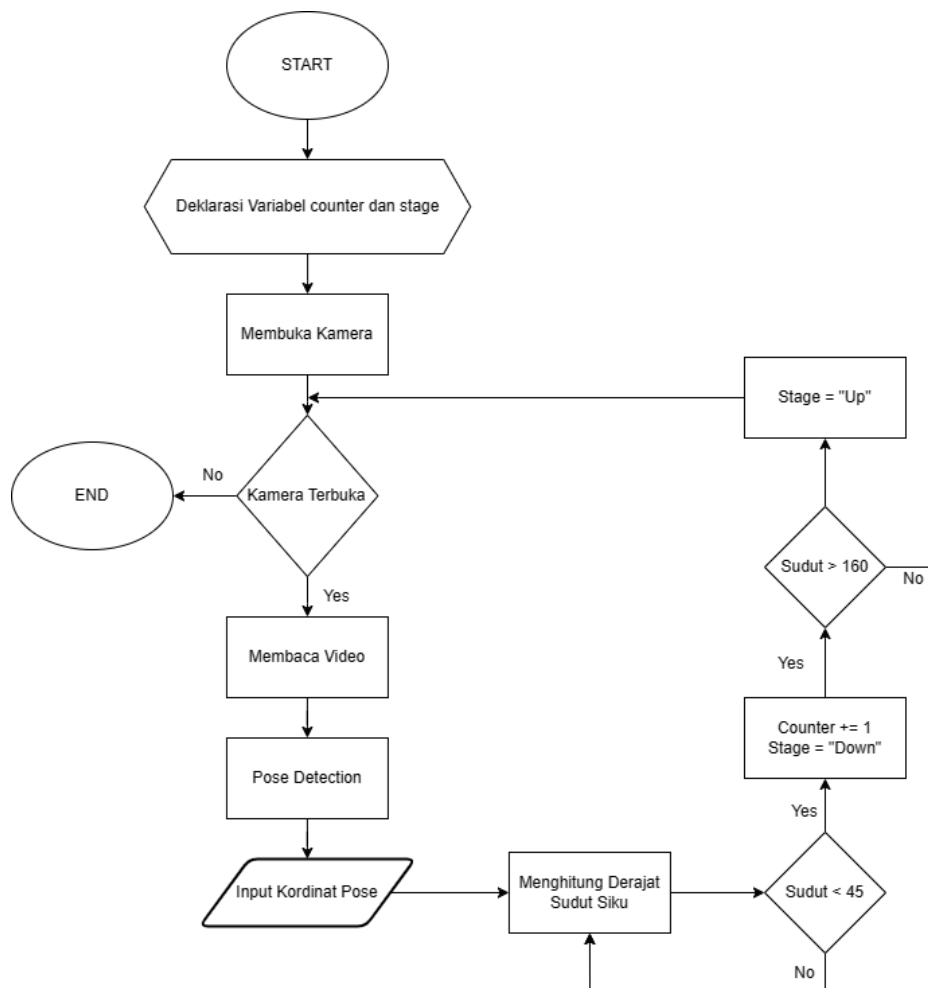 START
Deklarasi Variabel counter dan stage
Membuka Kamera
Kamera Terbuka
No
END
Yes
Membaca Video
Pose Detection
Input Kordinat Pose
Menghitung Derajat
Sudut Siku
Sudut < 45
No
Yes
Counter += 1
Stage = "Down"
Yes
Sudut > 160
No
Stage = "Up"